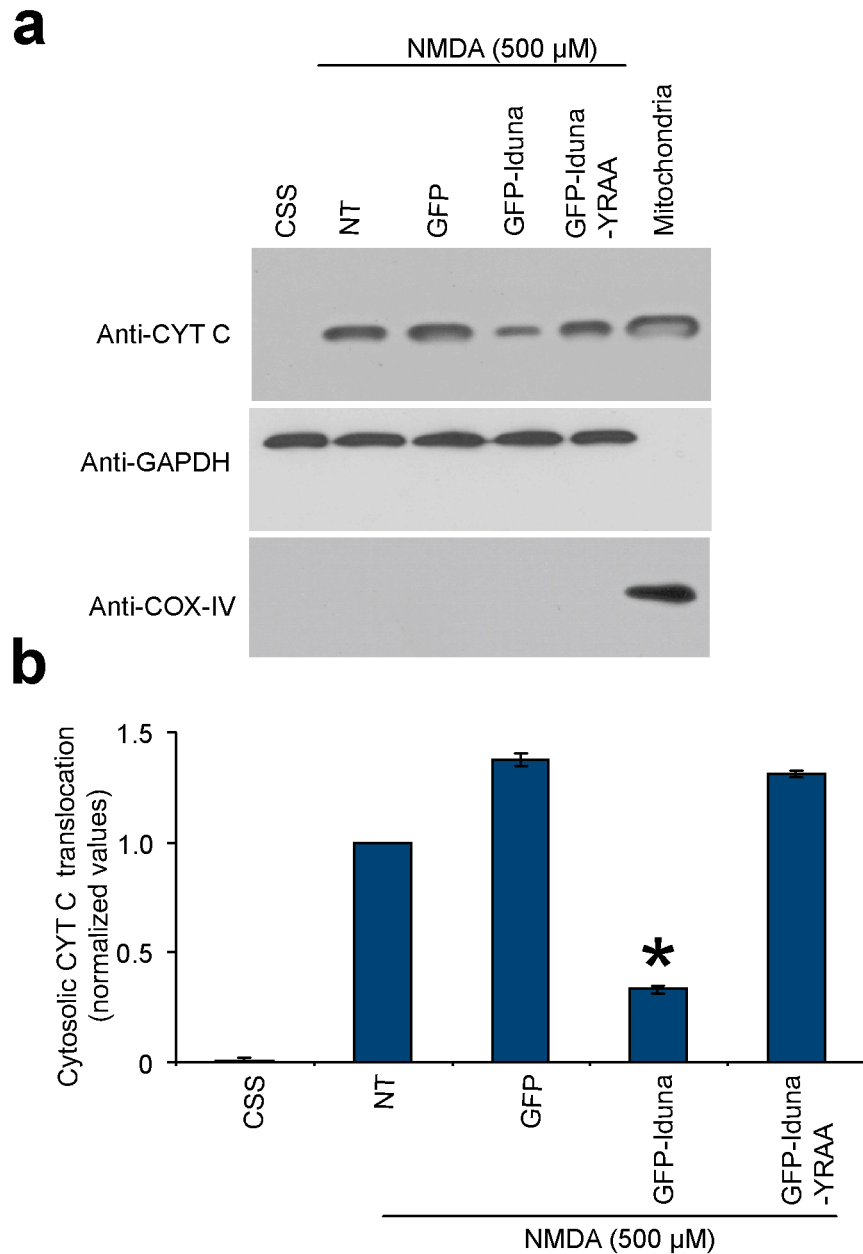 a
NMDA (500 µM)
CSS
NT
GFP
GFP-Iduna
GFP-Iduna
-YRAA
Mitochondria
Anti-CYT C
Anti-GAPDH
Anti-COX-IV
b
Cytosolic CYT C translocation
(normalized values)
1.5
1.0
0.5
0
*
CSS
NT
GFP
GFP-Iduna
GFP-Iduna
-YRAA
NMDA (500 µM)